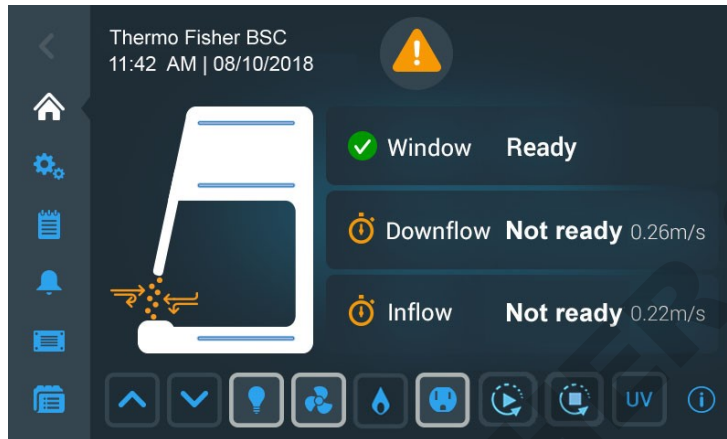 Thermo Fisher BSC
11:42 AM | 08/10/2018
Window Ready
Downflow Not ready 0.26m/s
Inflow Not ready 0.22m/s
UV